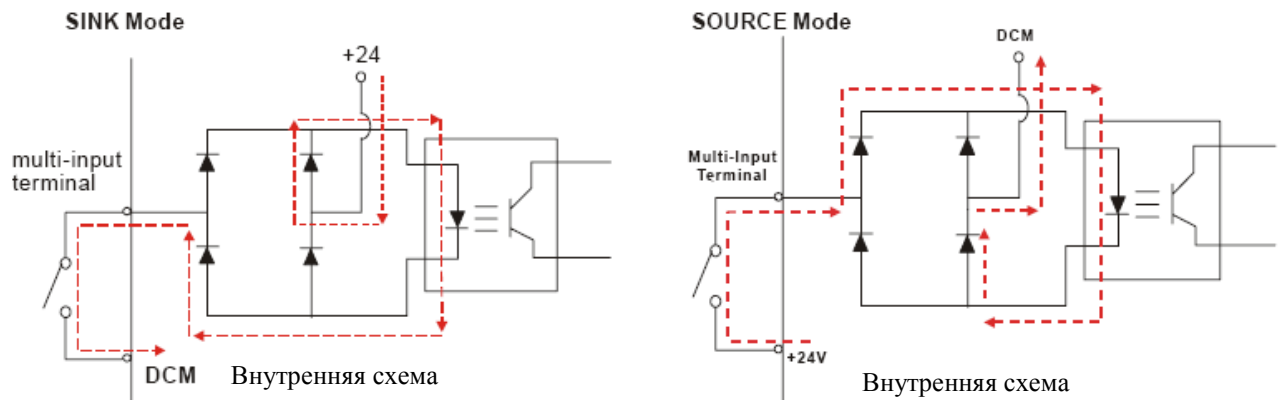 SINK Mode
+24
multi-input
terminal
DCM
Внутренняя схема
SOURCE Mode
DCM
Multi-Input
Terminal
+24V
Внутренняя схема